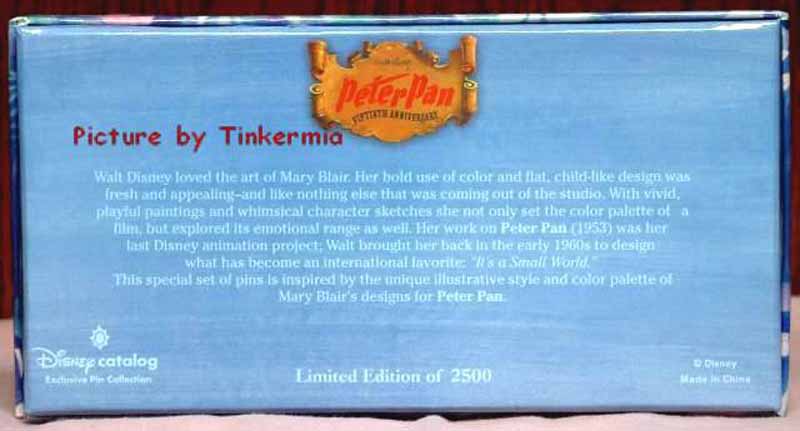 Walt Disney's
Peter Pan
FIFTIETH ANNIVERSARY
Picture by Tinkermia
Walt Disney loved the art of Mary Blair. Her bold use of color and flat, child-like design was
fresh and appealing–and like nothing else that was coming out of the studio. With vivid,
playful paintings and whimsical character sketches she not only set the color palette of a
film, but explored its emotional range as well. Her work on Peter Pan (1953) was her
last Disney animation project; Walt brought her back in the early 1960s to design
what has become an international favorite: "It's a Small World."
This special set of pins is inspired by the unique illustrative style and color palette of
Mary Blair's designs for Peter Pan.
Disney catalog
Exclusive Pin Collection
Limited Edition of 2500
© Disney
Made in China